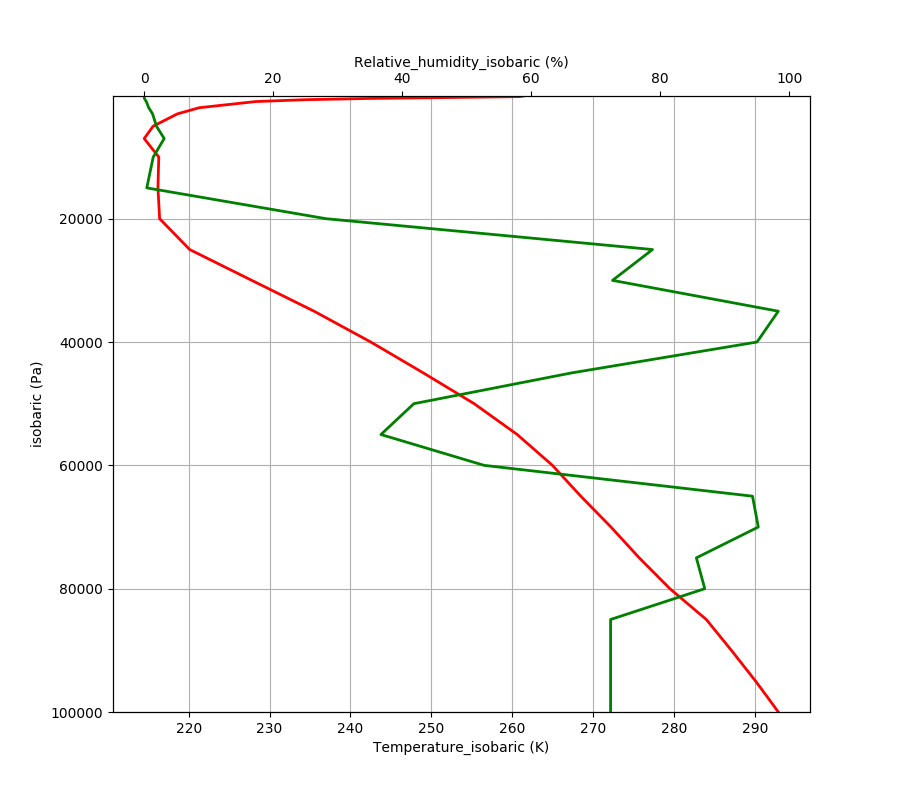 Relative_humidity_isobaric (%)
0 20 40 60 80 100
20000
40000
60000
80000
100000
isobaric (Pa)
220 230 240 250 260 270 280 290
Temperature_isobaric (K)